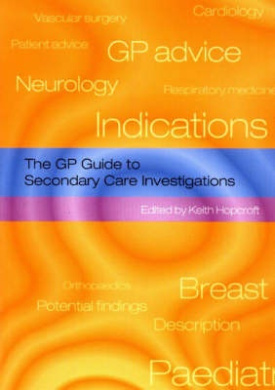 Cardiology
Vascular surgery
Patient advice
GP advice
Neurology
Respiratory medicine
Indications
The GP Guide to
Secondary Care Investigations
Edited by Keith Hopcroft
Orthopaedics
Breast
Potential findings
Description
Paediat